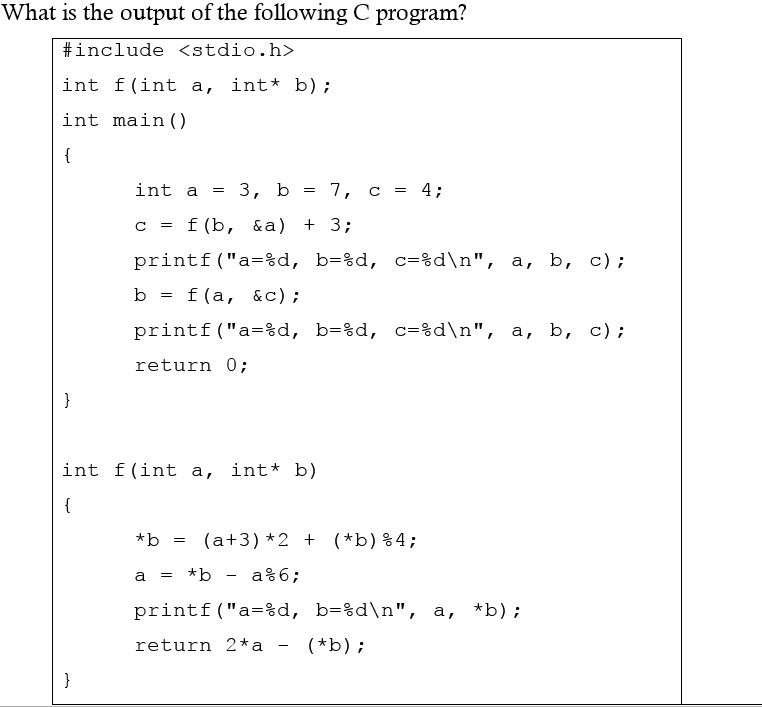 What is the output of the following C program?
#include <stdio.h>
int f(int a, int* b);
int main()
{
int a = 3, b = 7, c = 4;
c = f(b, &a) + 3;
printf("a=%d, b=%d, c=%d\n", a, b, c);
b = f(a, &c);
printf("a=%d, b=%d, c=%d\n", a, b, c);
return 0;
}
int f(int a, int* b)
{
*b = (a+3)*2 + (*b)%4;
a = *b - a%6;
printf("a=%d, b=%d\n", a, *b);
return 2*a - (*b);
}